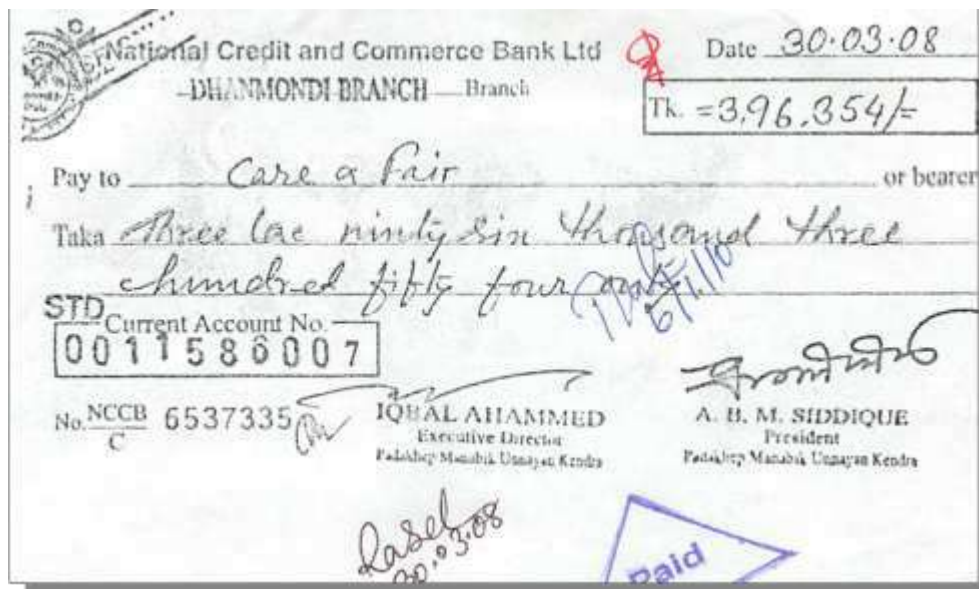 National Credit and Commerce Bank Ltd
Date 30.03.08
DHANMONDI BRANCH Branch
Tk. =3,96,354/=
Pay to Care & Fair or bearer
Taka Three lac ninty six thousand three
hundred fifty four only
STD
Current Account No.
0011586007
No. NCCB/C 6537335
IQBAL AHAMMED
Executive Director
Padakhep Manabik Unnayan Kendra
A. B. M. SIDDIQUE
President
Padakhep Manabik Unnayan Kendra
Rasel
30.03.08
Paid